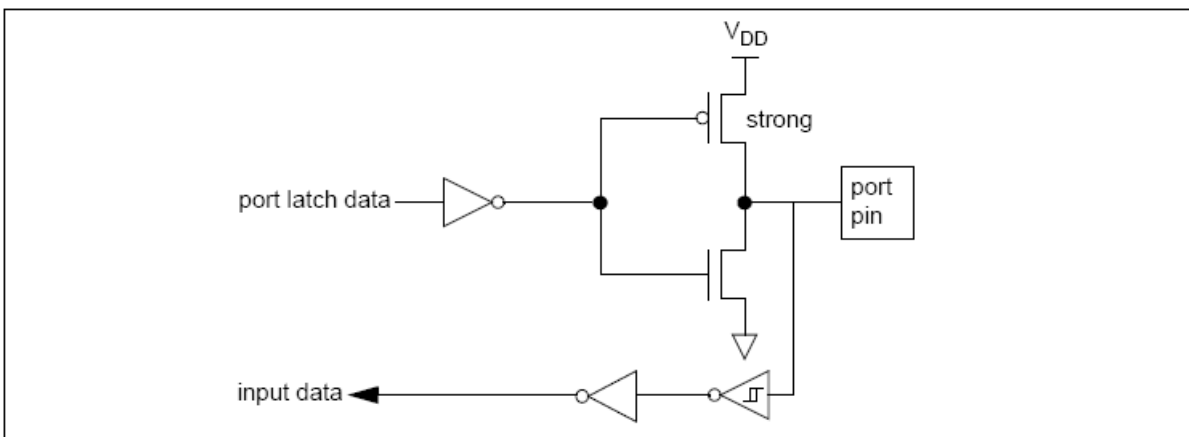 VDD
strong
port latch data
port
pin
input data